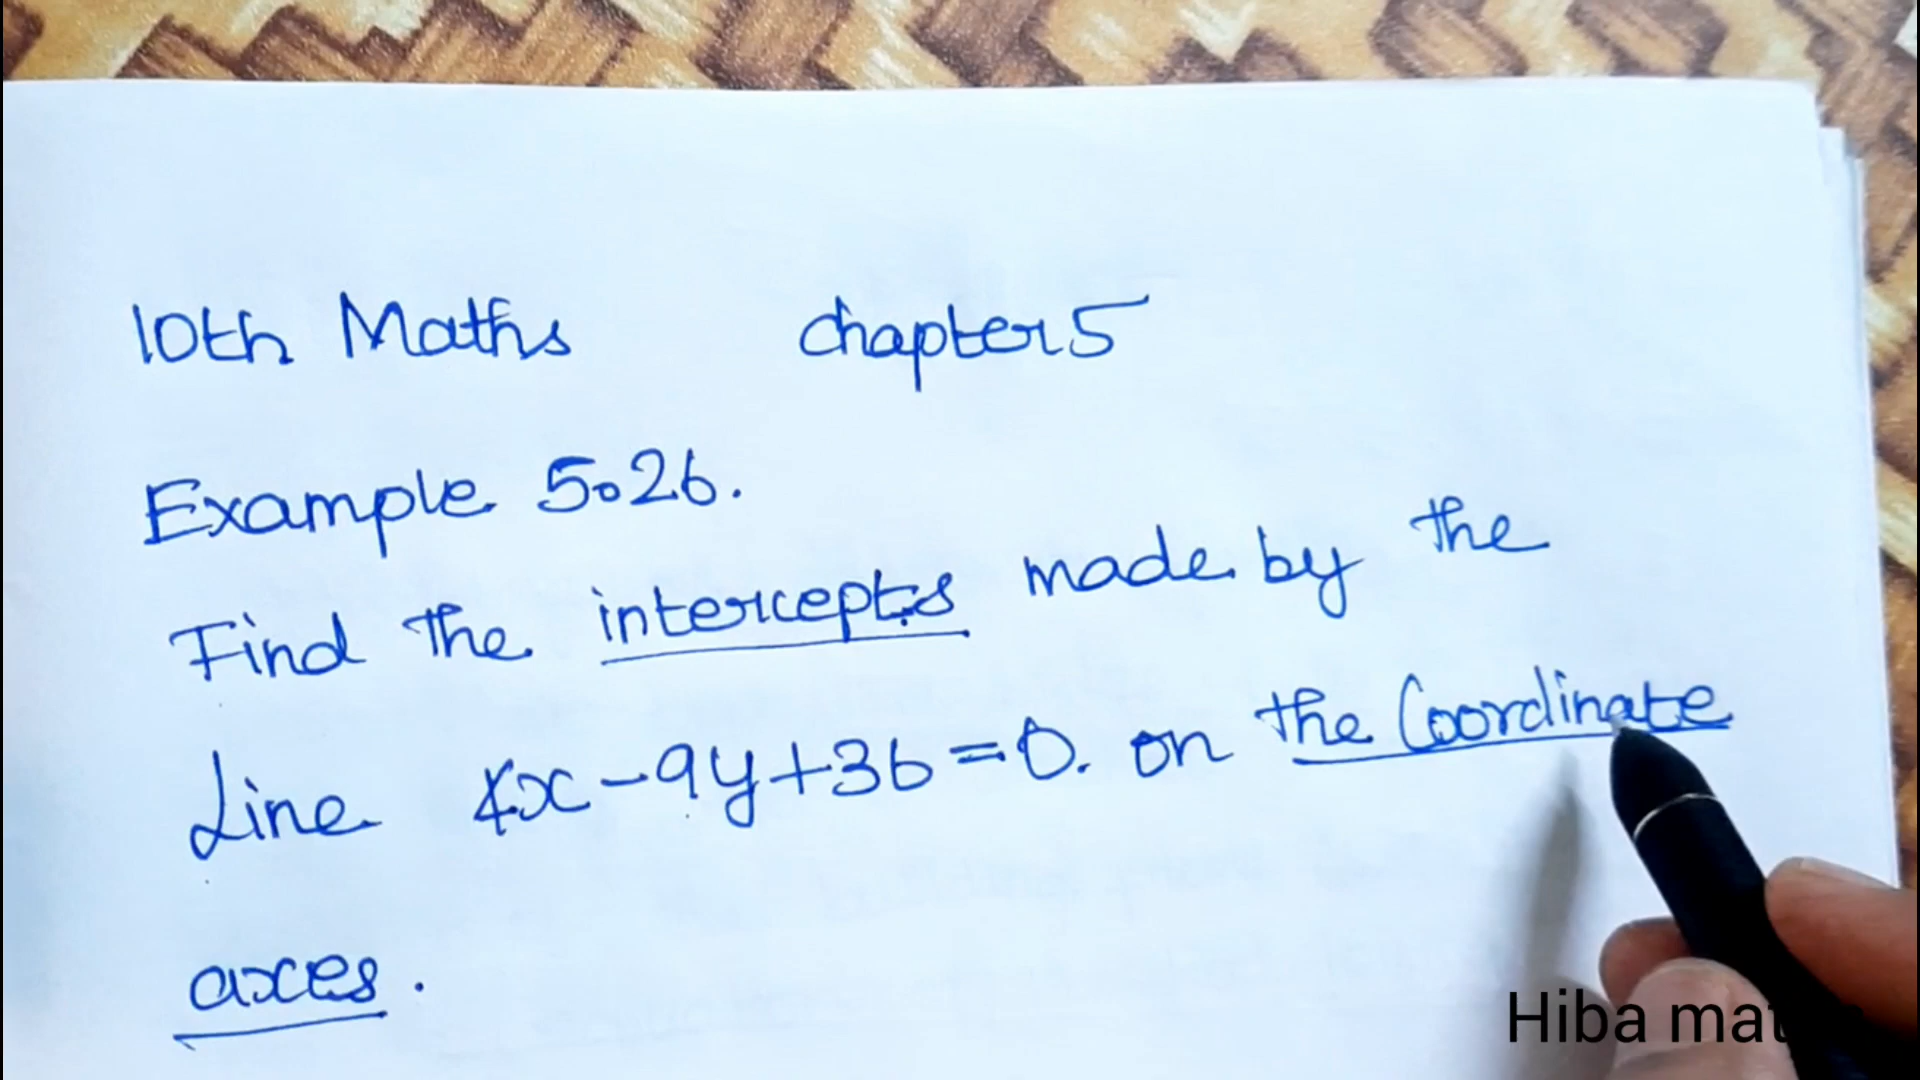 10th Maths chapter 5
Example 5.26.
Find the intercepts made by the
Line 4x-9y+36=0. on the Coordinate
axes.
Hiba mat